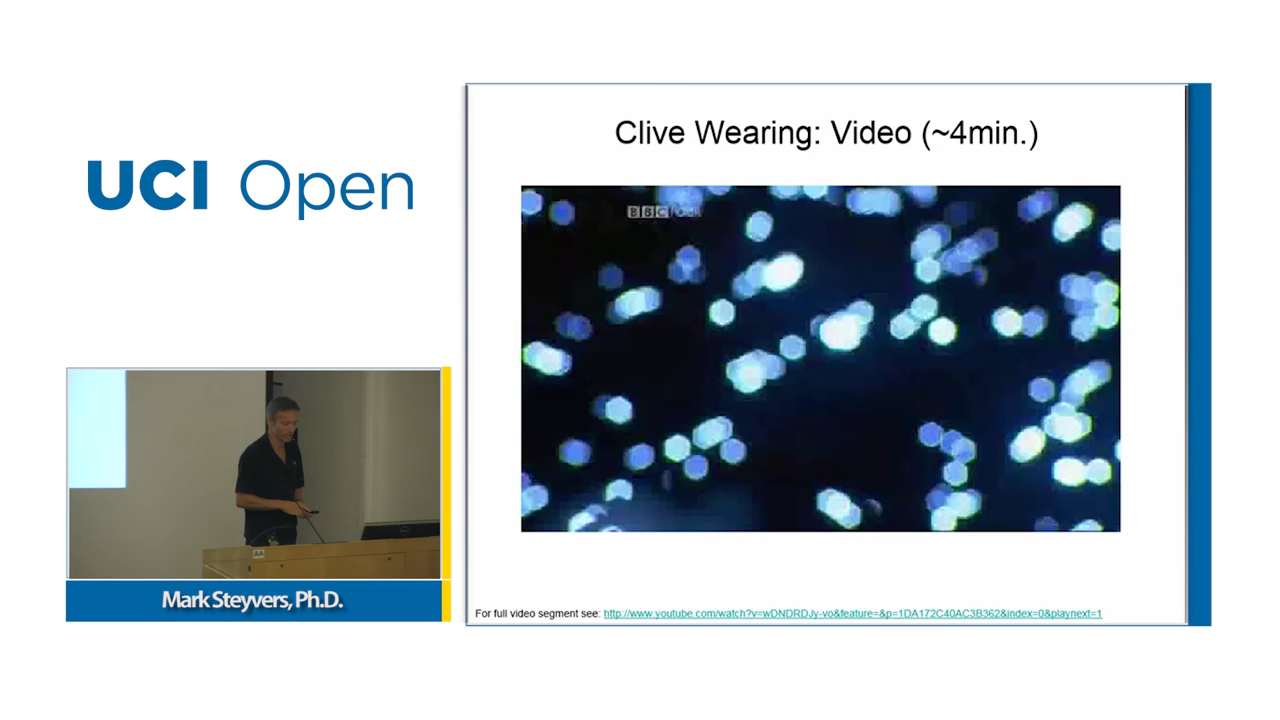 UCI Open
Clive Wearing: Video (~4min.)
BBC
AA
Mark Steyvers, Ph.D.
For full video segment see: http://www.youtube.com/watch?v=wDNDRDJy-vo&feature=&p=1DA172C40AC3B362&index=0&playnext=1